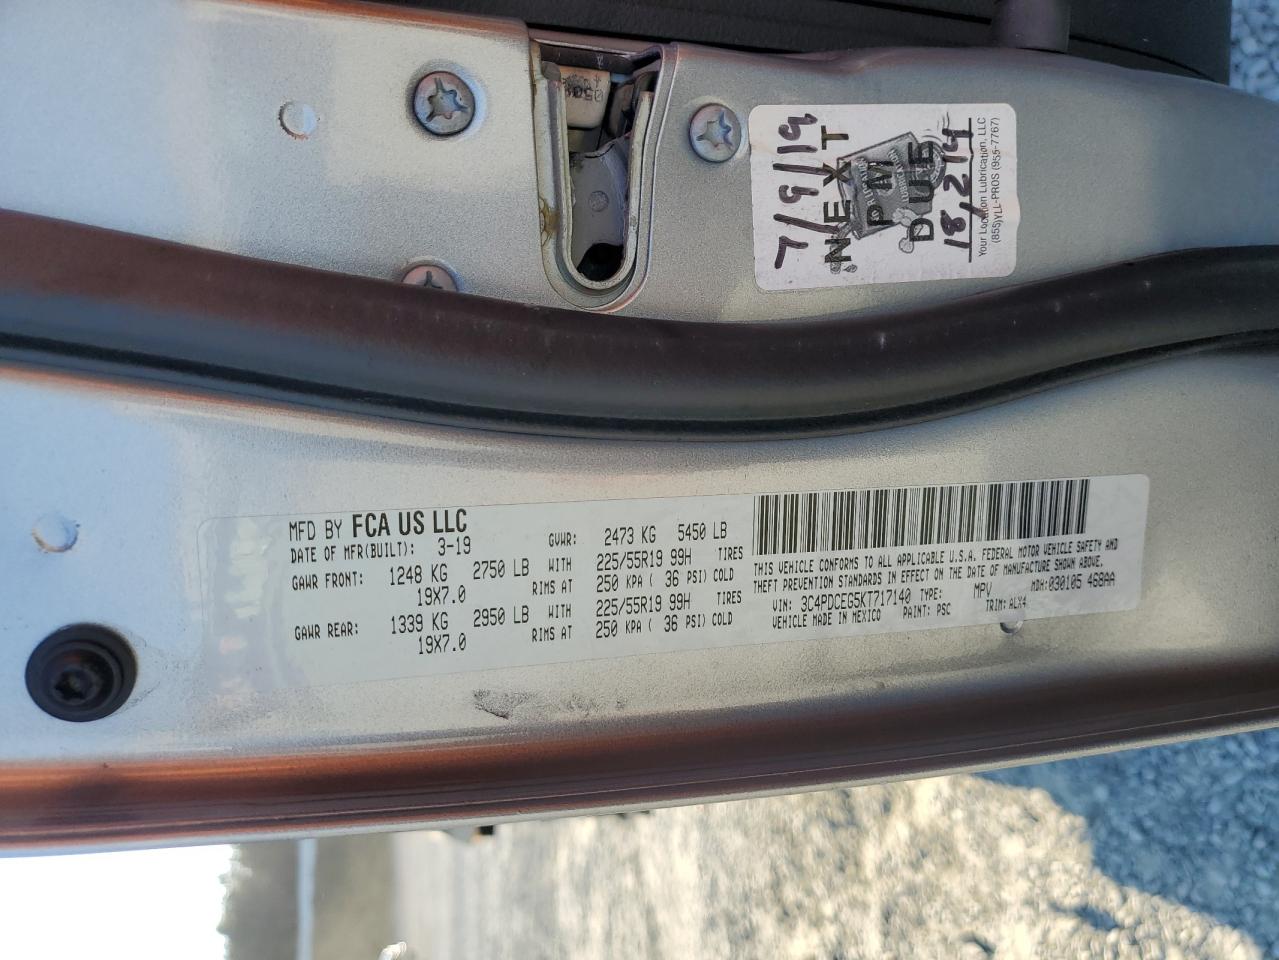 7/9/19
NEXT
PM
DUE
18,214
Your Location Lubrication, LLC
(855)YLL-PROS (955-7767)
MFD BY FCA US LLC
DATE OF MFR(BUILT): 3-19 GVWR: 2473 KG 5450 LB
GAWR FRONT: 1248 KG 2750 LB WITH 225/55R19 99H TIRES
19X7.0 RIMS AT 250 KPA ( 36 PSI) COLD
GAWR REAR: 1339 KG 2950 LB WITH 225/55R19 99H TIRES
19X7.0 RIMS AT 250 KPA ( 36 PSI) COLD
THIS VEHICLE CONFORMS TO ALL APPLICABLE U.S.A. FEDERAL MOTOR VEHICLE SAFETY AND
THEFT PREVENTION STANDARDS IN EFFECT ON THE DATE OF MANUFACTURE SHOWN ABOVE.
VIN: 3C4PDCEG5KT717140 TYPE: MPV MDH: 030105 468AA
VEHICLE MADE IN MEXICO PAINT: PSC TRIM: ALX4